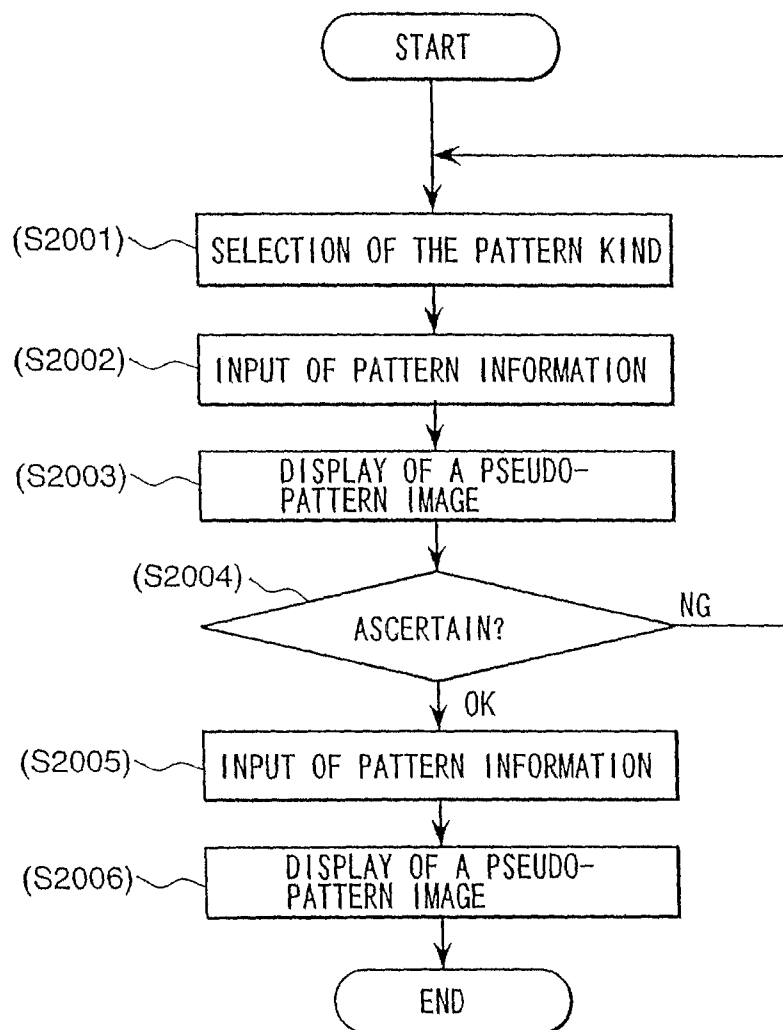 START
(S2001)
SELECTION OF THE PATTERN KIND
(S2002)
INPUT OF PATTERN INFORMATION
(S2003)
DISPLAY OF A PSEUDO-
PATTERN IMAGE
(S2004)
ASCERTAIN?
NG
OK
(S2005)
INPUT OF PATTERN INFORMATION
(S2006)
DISPLAY OF A PSEUDO-
PATTERN IMAGE
END